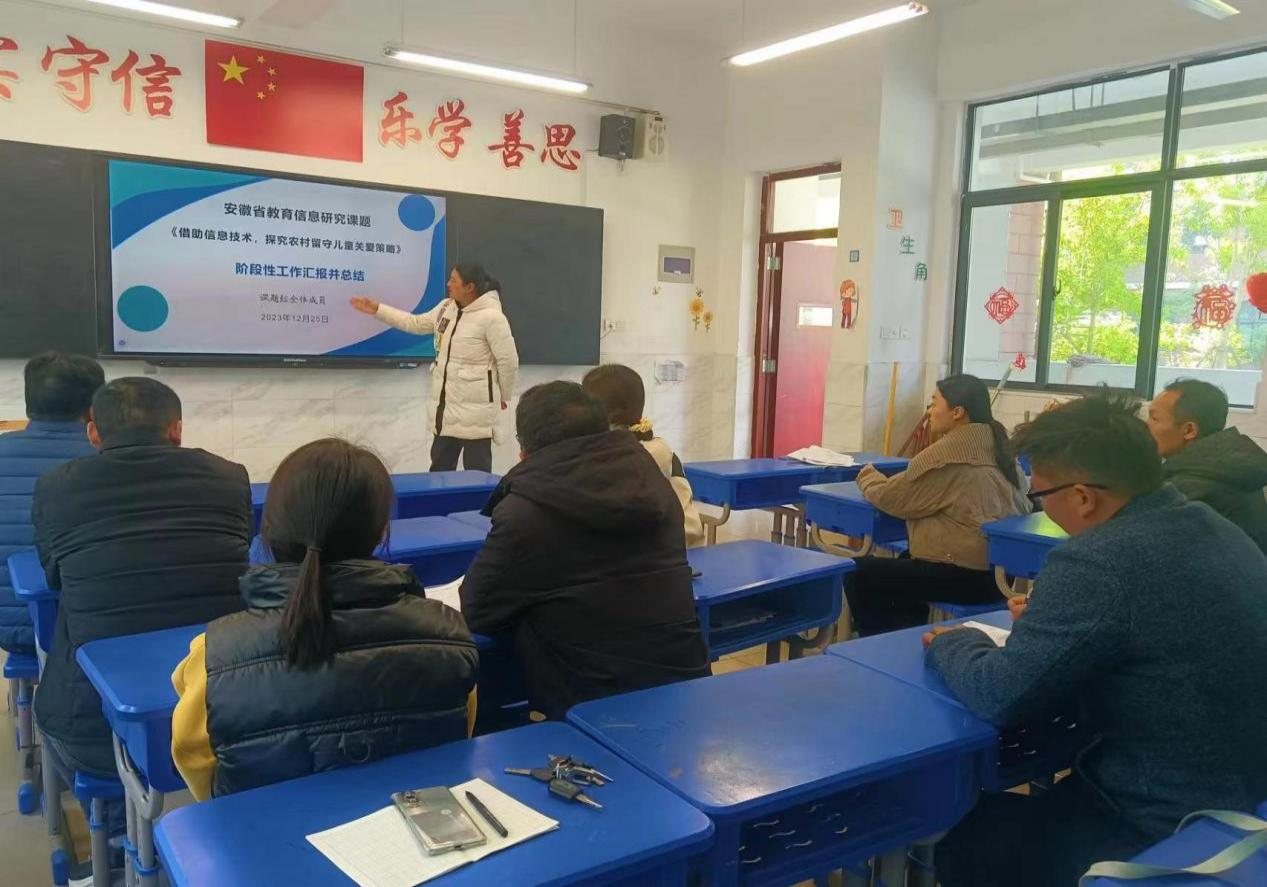 守信
乐学 善思
安徽省教育信息研究课题
《借助信息技术，探究农村留守儿童关爱策略》
阶段性工作汇报并总结
课题组全体成员
2023年12月25日
卫生角
福